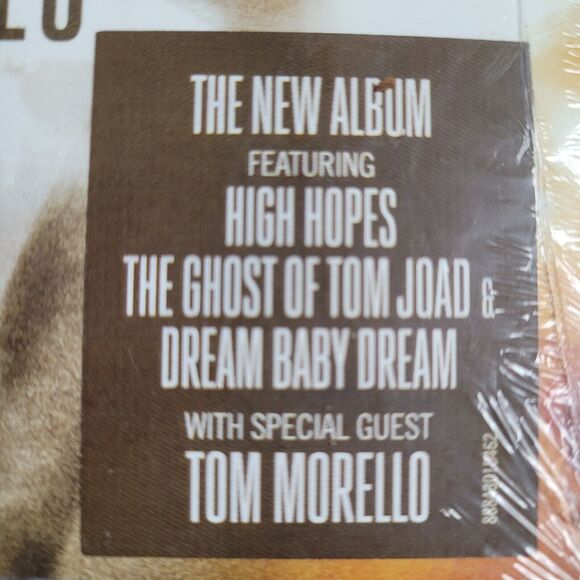 THE NEW ALBUM
FEATURING
HIGH HOPES
THE GHOST OF TOM JOAD &
DREAM BABY DREAM
WITH SPECIAL GUEST
TOM MORELLO